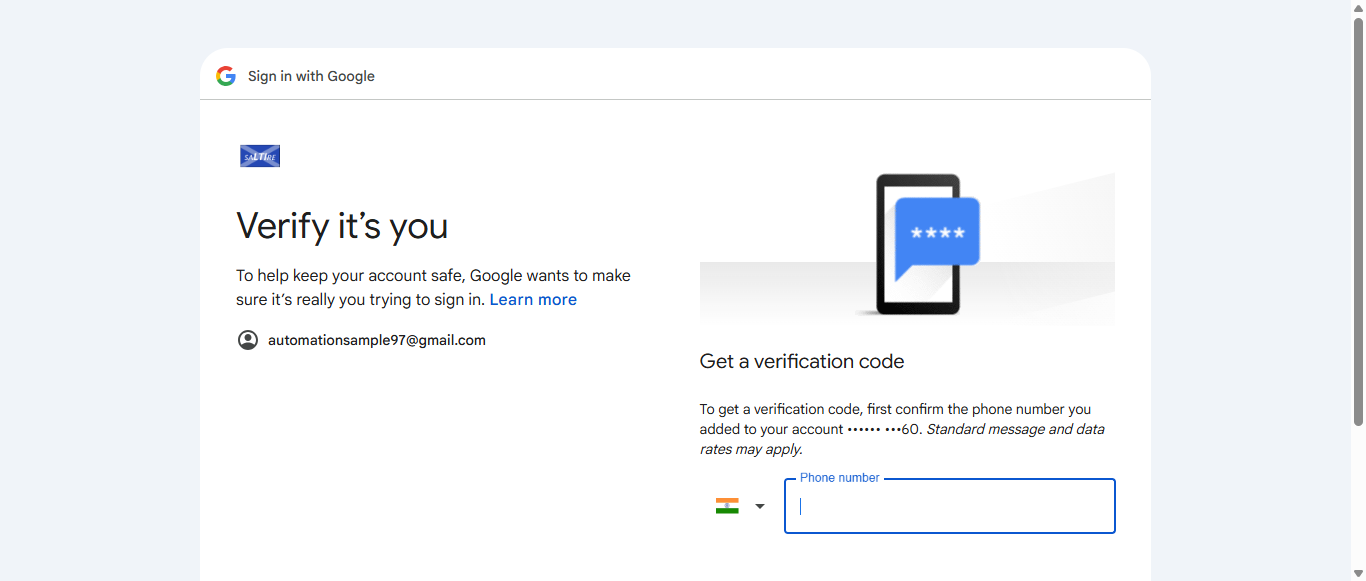 Sign in with Google
SALTIRE
Verify it’s you
To help keep your account safe, Google wants to make
sure it’s really you trying to sign in. Learn more
automationsample97@gmail.com
****
Get a verification code
To get a verification code, first confirm the phone number you
added to your account •••••• •••60. Standard message and data
rates may apply.
Phone number